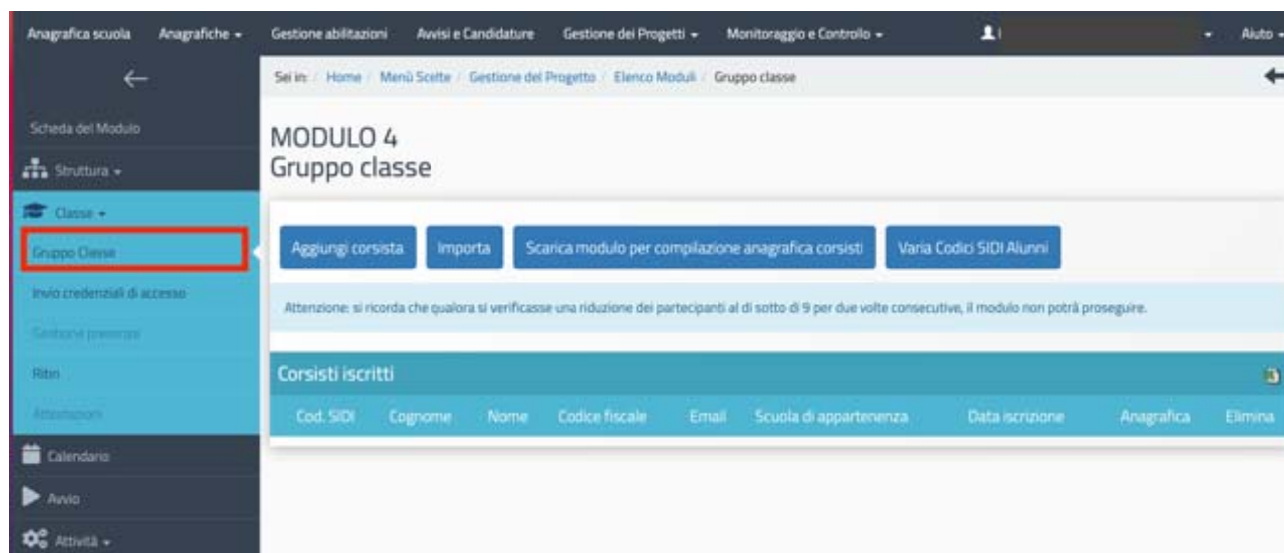 Anagrafica scuola Anagrafiche Gestione abilitazioni Avvisi e Candidature Gestione dei Progetti Monitoraggio e Controllo Aiuto
Sei in: / Home / Menù Scelte / Gestione del Progetto / Elenco Moduli / Gruppo classe
Scheda del Modulo
MODULO 4
Gruppo classe
Struttura
Classe
Gruppo Classe
Aggiungi corsista Importa Scarica modulo per compilazione anagrafica corsisti Varia Codici SIDI Alunni
Invio credenziali di accesso
Attenzione: si ricorda che qualora si verificasse una riduzione dei partecipanti al di sotto di 9 per due volte consecutive, il modulo non potrà proseguire.
Gestione presenze
Ritiri
Corsisti iscritti
Attestazioni
Cod. SIDI Cognome Nome Codice fiscale Email Scuola di appartenenza Data iscrizione Anagrafica Elimina
Calendario
Avvio
Attività